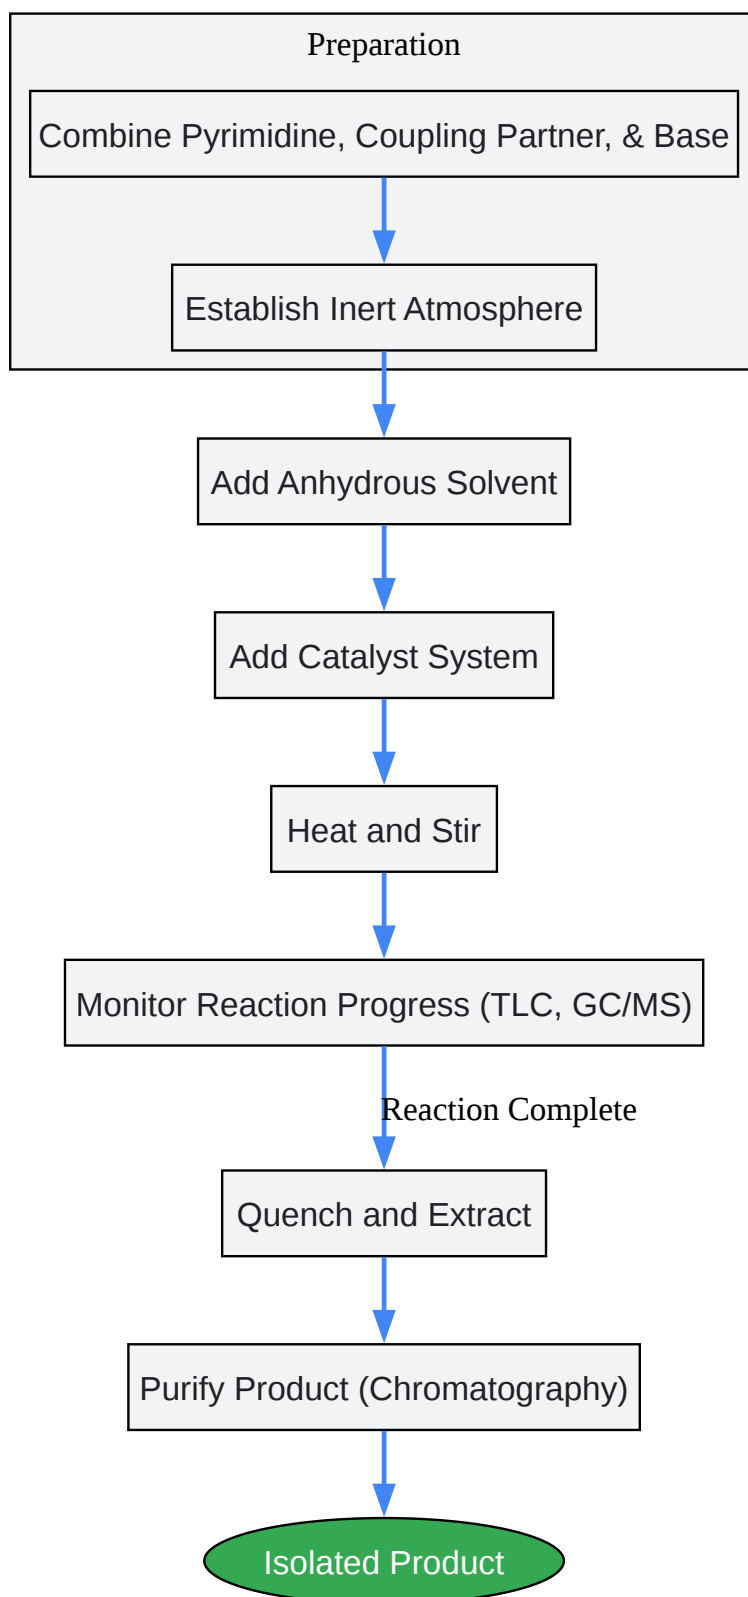 Preparation
Combine Pyrimidine, Coupling Partner, & Base
Establish Inert Atmosphere
Add Anhydrous Solvent
Add Catalyst System
Heat and Stir
Monitor Reaction Progress (TLC, GC/MS)
Reaction Complete
Quench and Extract
Purify Product (Chromatography)
Isolated Product